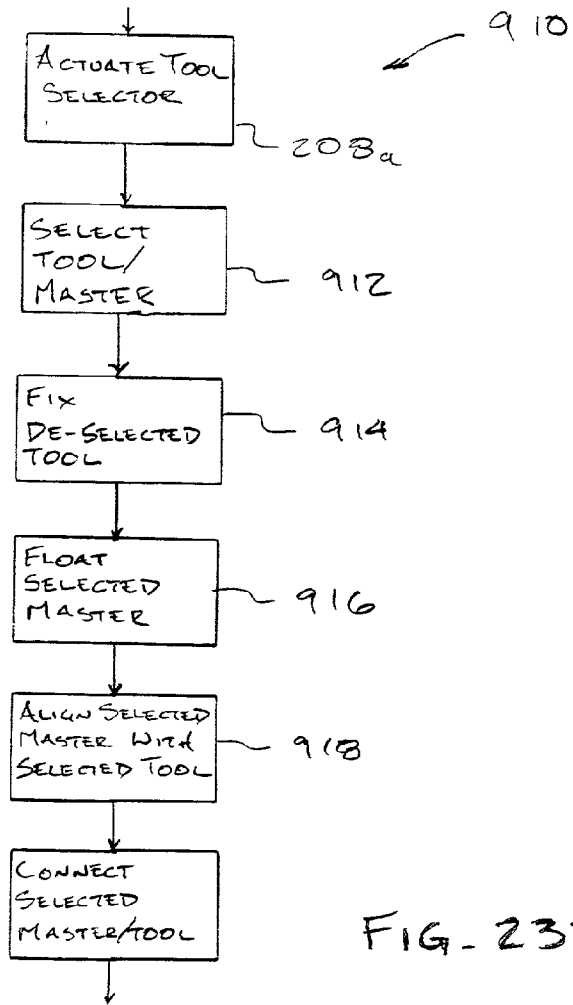 910
ACTUATE TOOL
SELECTOR
208a
SELECT
TOOL/
MASTER
912
FIX
DE-SELECTED
TOOL
914
FLOAT
SELECTED
MASTER
916
ALIGN SELECTED
MASTER WITH
SELECTED TOOL
918
CONNECT
SELECTED
MASTER/TOOL
FIG- 23